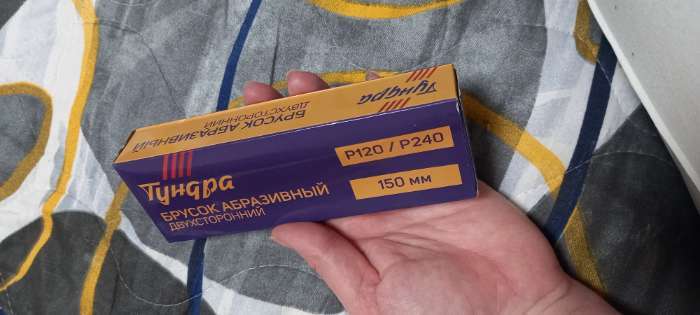 Тундра
БРУСОК АБРАЗИВНЫЙ
ДВУХСТОРОННИЙ
Тундра
БРУСОК АБРАЗИВНЫЙ
ДВУХСТОРОННИЙ
P120 / P240
150 мм